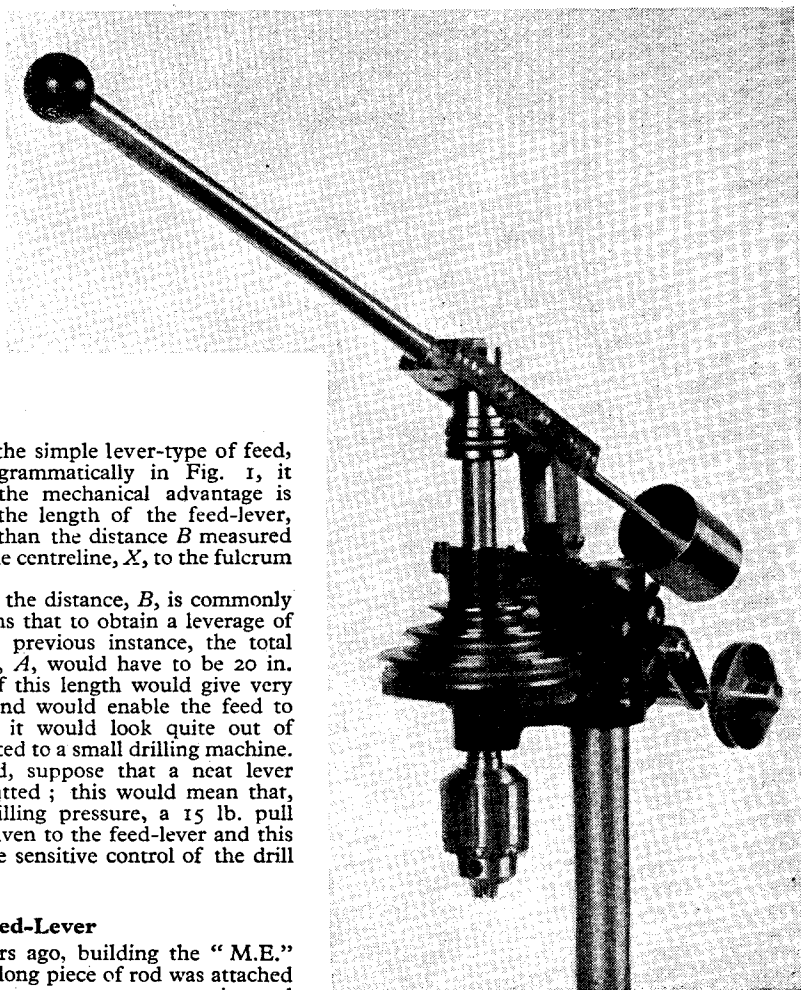 the simple lever-type of feed,
grammatically in Fig. 1, it
the mechanical advantage is
the length of the feed-lever,
than the distance B measured
e centreline, X, to the fulcrum
the distance, B, is commonly
ns that to obtain a leverage of
previous instance, the total
, A, would have to be 20 in.
f this length would give very
nd would enable the feed to
it would look quite out of
ced to a small drilling machine.
d, suppose that a neat lever
tted ; this would mean that,
illing pressure, a 15 lb. pull
iven to the feed-lever and this
e sensitive control of the drill
ed-Lever
rs ago, building the “ M.E.”
long piece of rod was attached